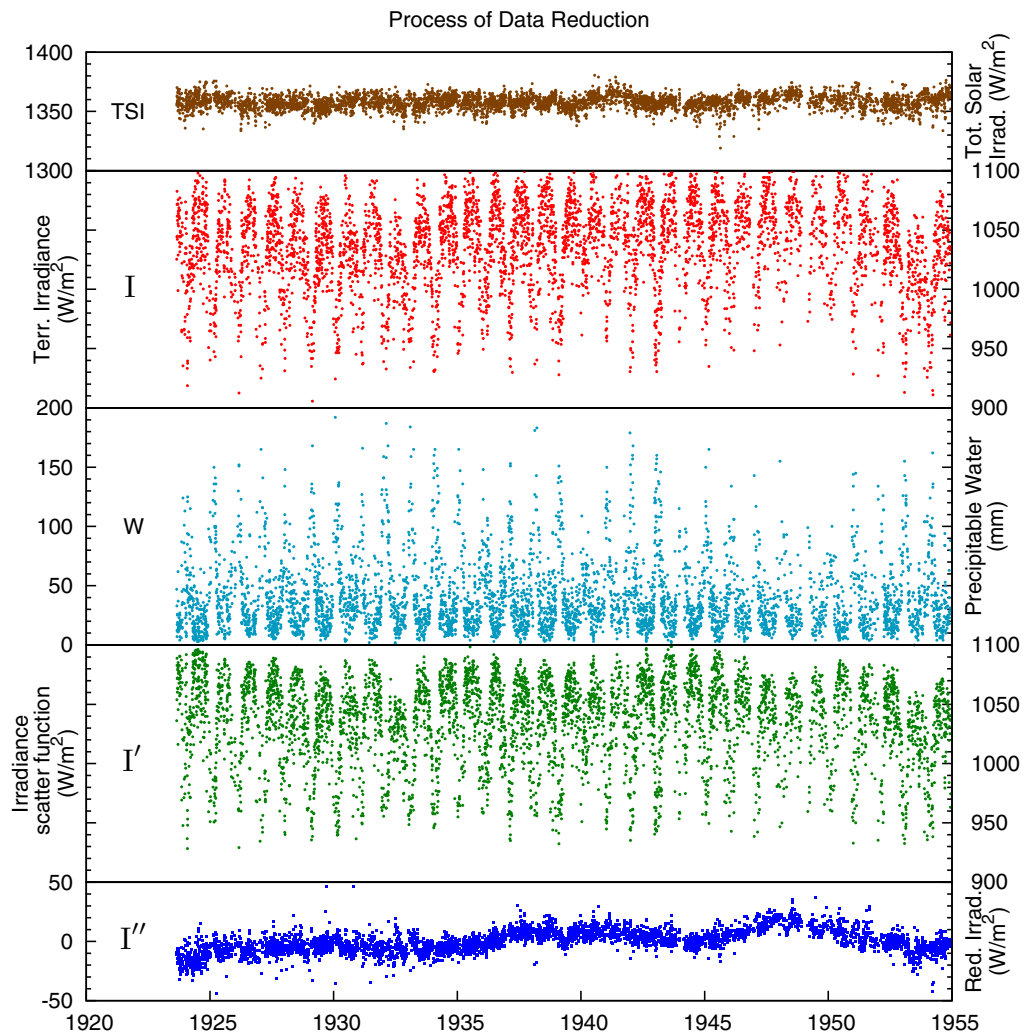 Process of Data Reduction
1400
1350
1300
TSI
Tot. Solar
Irrad. (W/m²)
Terr. Irradiance
(W/m²)
I
1100
1050
1000
950
900
200
150
100
50
0
W
Precipitable Water
(mm)
Irradiance
scatter function
(W/m²)
I′
1100
1050
1000
950
900
50
0
-50
I″
Red. Irrad..
(W/m²)
1920 1925 1930 1935 1940 1945 1950 1955